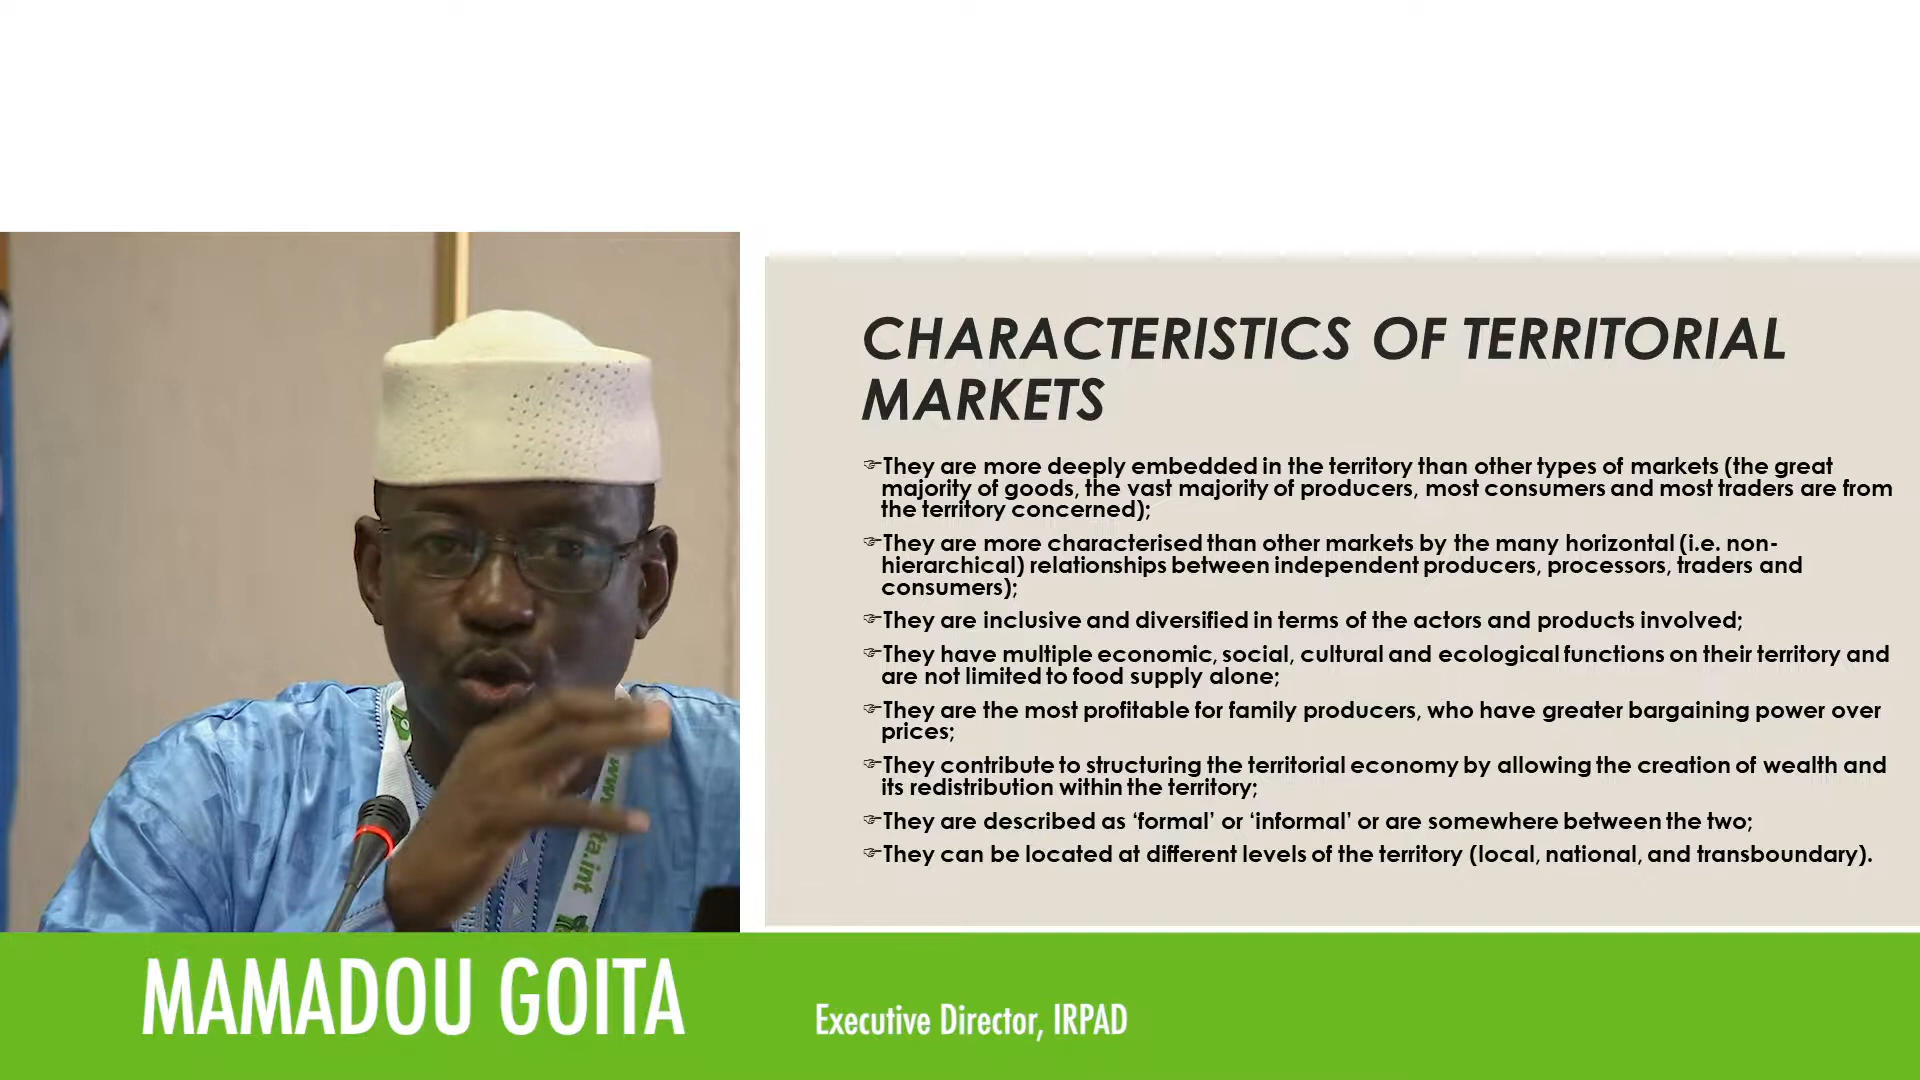 CHARACTERISTICS OF TERRITORIAL
MARKETS
☞They are more deeply embedded in the territory than other types of markets (the great
majority of goods, the vast majority of producers, most consumers and most traders are from
the territory concerned);
☞They are more characterised than other markets by the many horizontal (i.e. non-
hierarchical) relationships between independent producers, processors, traders and
consumers);
☞They are inclusive and diversified in terms of the actors and products involved;
☞They have multiple economic, social, cultural and ecological functions on their territory and
are not limited to food supply alone;
☞They are the most profitable for family producers, who have greater bargaining power over
prices;
☞They contribute to structuring the territorial economy by allowing the creation of wealth and
its redistribution within the territory;
☞They are described as ‘formal’ or ‘informal’ or are somewhere between the two;
☞They can be located at different levels of the territory (local, national, and transboundary).
MAMADOU GOITA
Executive Director, IRPAD